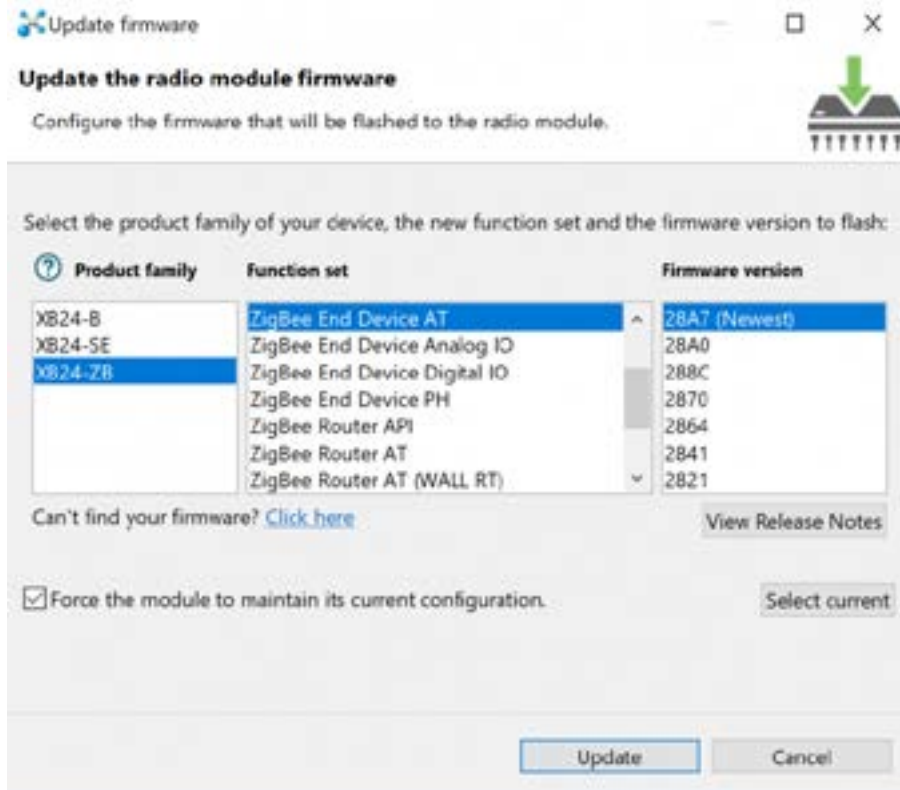 Update firmware
Update the radio module firmware
Configure the firmware that will be flashed to the radio module.
Select the product family of your device, the new function set and the firmware version to flash:
Product family
Function set
Firmware version
XB24-B
XB24-SE
XB24-ZB
ZigBee End Device AT
ZigBee End Device Analog IO
ZigBee End Device Digital IO
ZigBee End Device PH
ZigBee Router API
ZigBee Router AT
ZigBee Router AT (WALL RT)
28A7 (Newest)
28A0
288C
2870
2864
2841
2821
Can't find your firmware? Click here
View Release Notes
Force the module to maintain its current configuration.
Select current
Update
Cancel